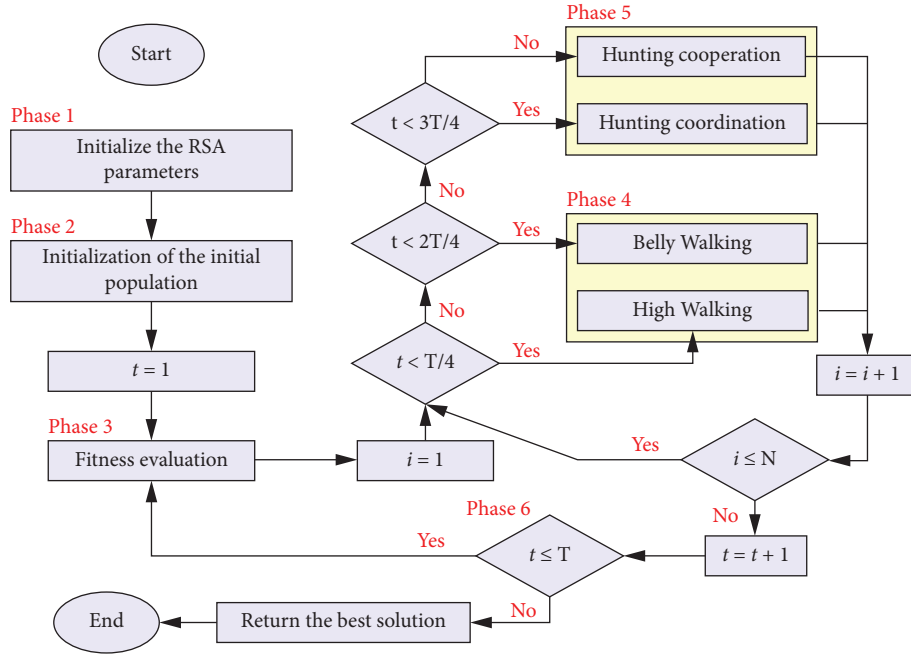 Start
Phase 1
Initialize the RSA
parameters
Phase 2
Initialization of the initial
population
t = 1
Phase 3
Fitness evaluation
i = 1
t < T/4
Yes
No
t < 2T/4
Yes
No
t < 3T/4
Yes
No
Phase 5
Hunting cooperation
Hunting coordination
Phase 4
Belly Walking
High Walking
i = i + 1
i ≤ N
Yes
No
t = t + 1
Phase 6
t ≤ T
Yes
No
Return the best solution
End